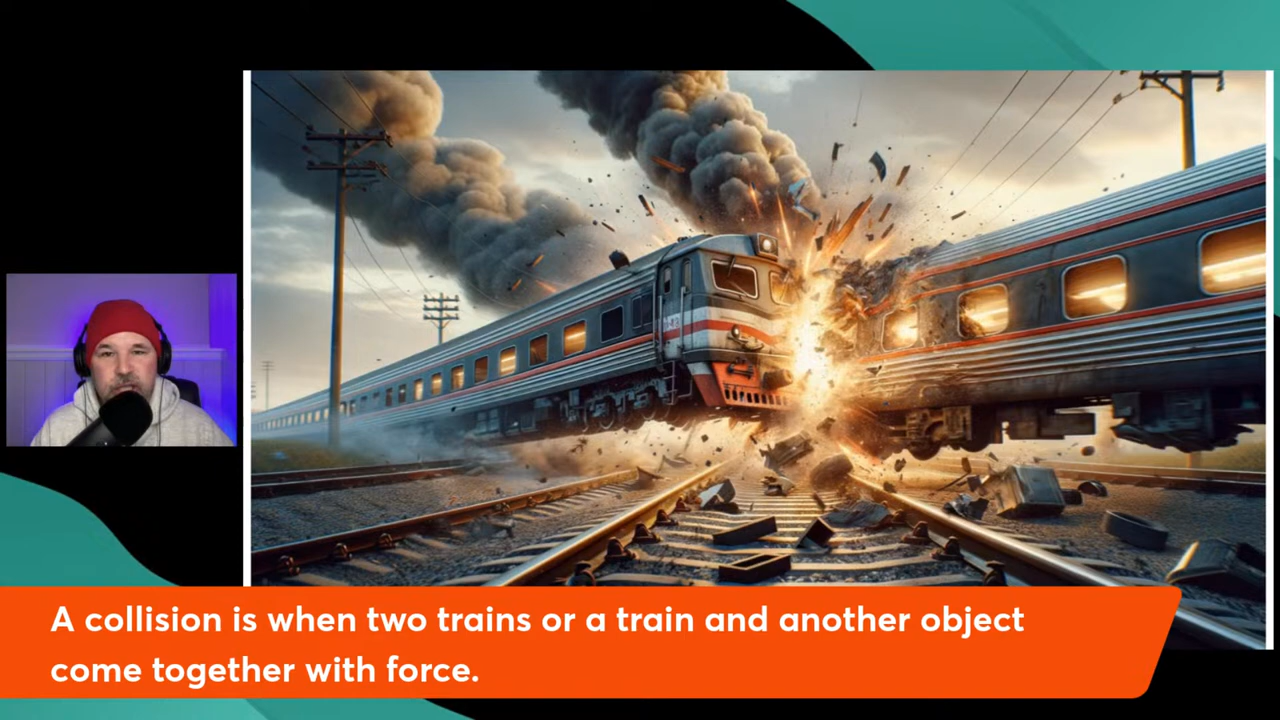 A collision is when two trains or a train and another object
come together with force.